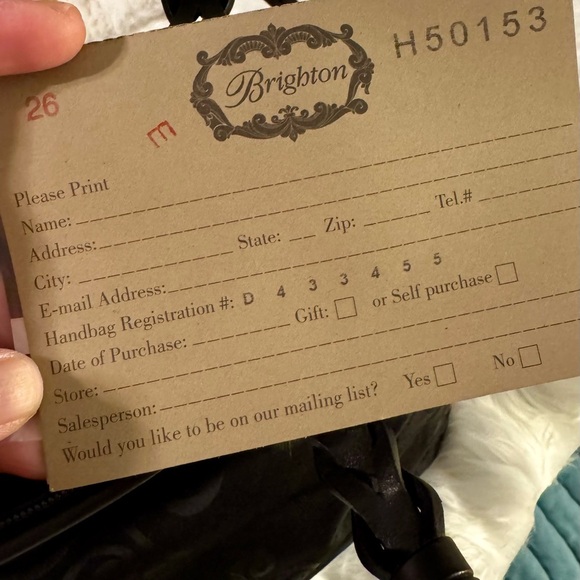 H50153
Brighton
26
E
Please Print
Name:
Address:
City: State: Zip: Tel.#
E-mail Address:
Handbag Registration #: D 4 3 3 4 5 5
Date of Purchase: Gift: or Self purchase
Store:
Salesperson:
Would you like to be on our mailing list? Yes No